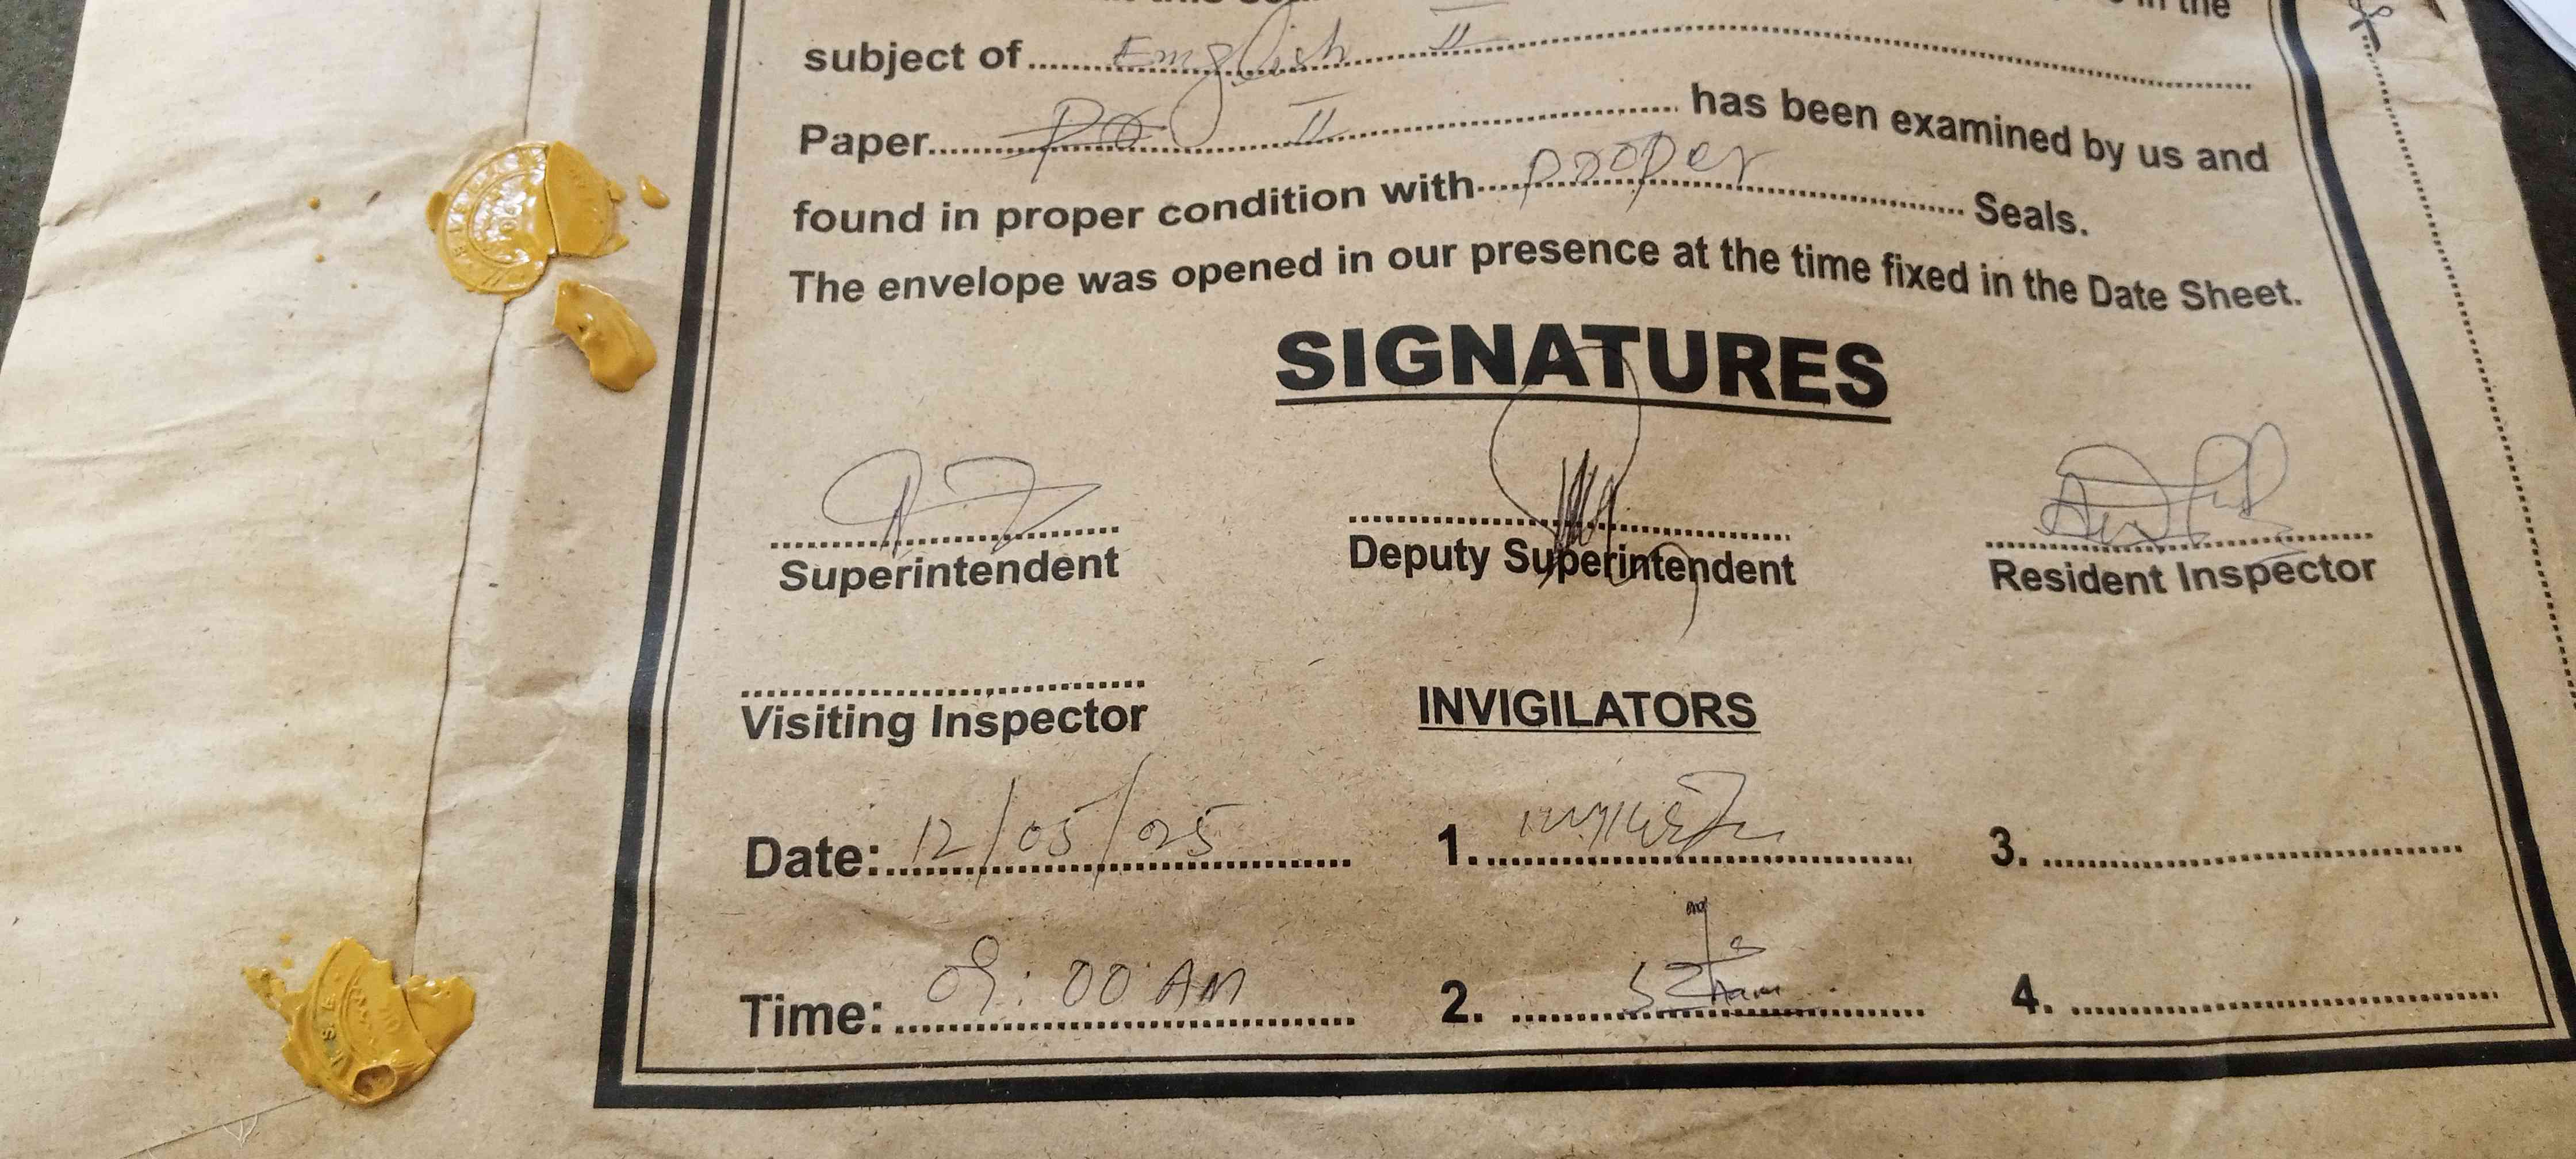 in the
subject of English II
Paper II has been examined by us and
found in proper condition with proper Seals.
The envelope was opened in our presence at the time fixed in the Date Sheet.
SIGNATURES
Superintendent Deputy Superintendent Resident Inspector
Visiting Inspector INVIGILATORS
Date: 12/05/25 1. 3.
Time: 09:00 AM 2. 4.